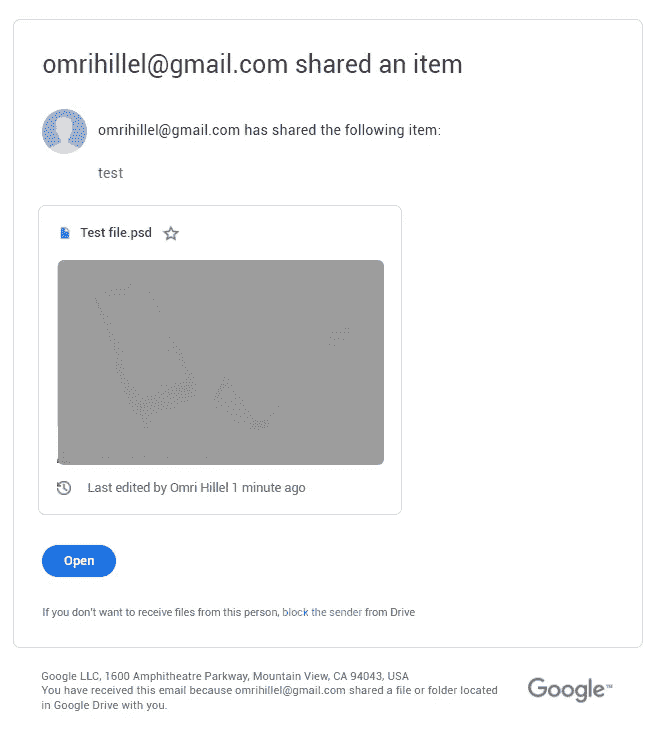 omrihillel@gmail.com shared an item
omrihillel@gmail.com has shared the following item:
test
Test file.psd
Last edited by Omri Hillel 1 minute ago
Open
If you don't want to receive files from this person, block the sender from Drive
Google LLC, 1600 Amphitheatre Parkway, Mountain View, CA 94043, USA
You have received this email because omrihillel@gmail.com shared a file or folder located
in Google Drive with you.
Google™